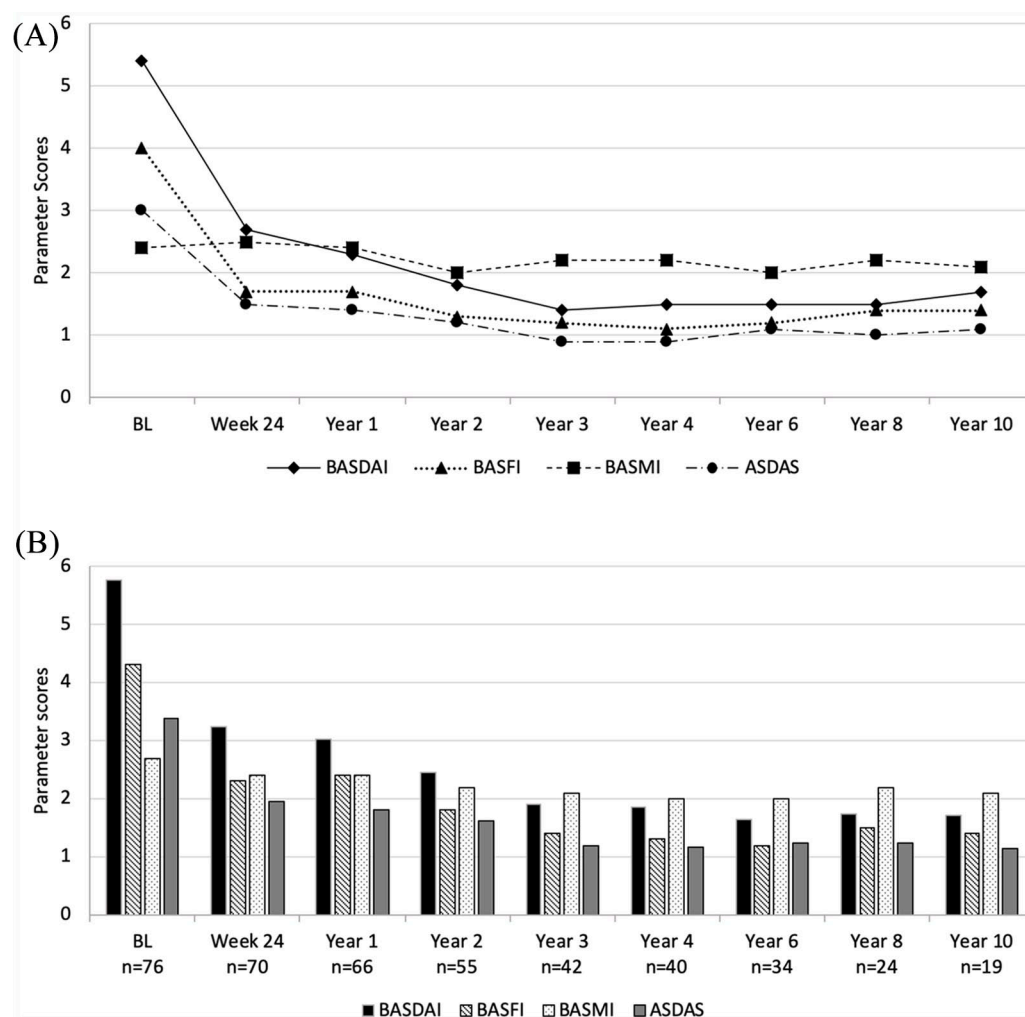 (A)
6
5
4
3
2
1
0
Parameter Scores
BL Week 24 Year 1 Year 2 Year 3 Year 4 Year 6 Year 8 Year 10
BASDAI BASFI BASMI ASDAS
(B)
6
5
4
3
2
1
0
Parameter scores
BL Week 24 Year 1 Year 2 Year 3 Year 4 Year 6 Year 8 Year 10
n=76 n=70 n=66 n=55 n=42 n=40 n=34 n=24 n=19
BASDAI BASFI BASMI ASDAS